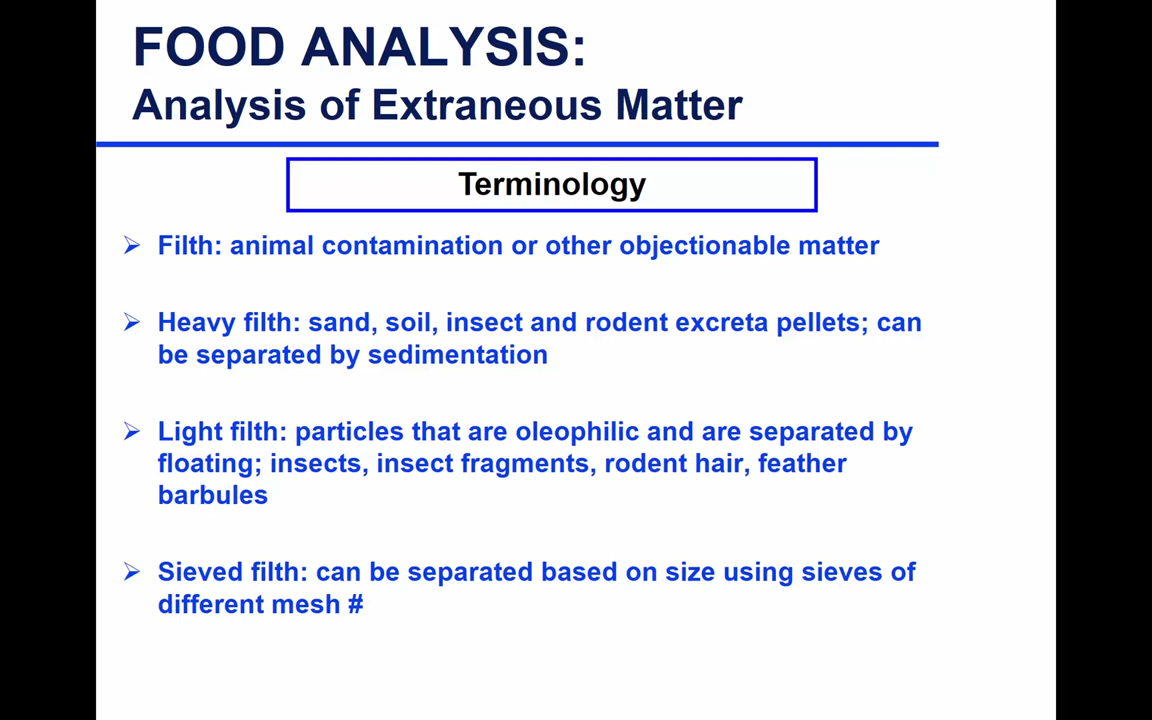 FOOD ANALYSIS:
Analysis of Extraneous Matter
Terminology
➢ Filth: animal contamination or other objectionable matter
➢ Heavy filth: sand, soil, insect and rodent excreta pellets; can
be separated by sedimentation
➢ Light filth: particles that are oleophilic and are separated by
floating; insects, insect fragments, rodent hair, feather
barbules
➢ Sieved filth: can be separated based on size using sieves of
different mesh #